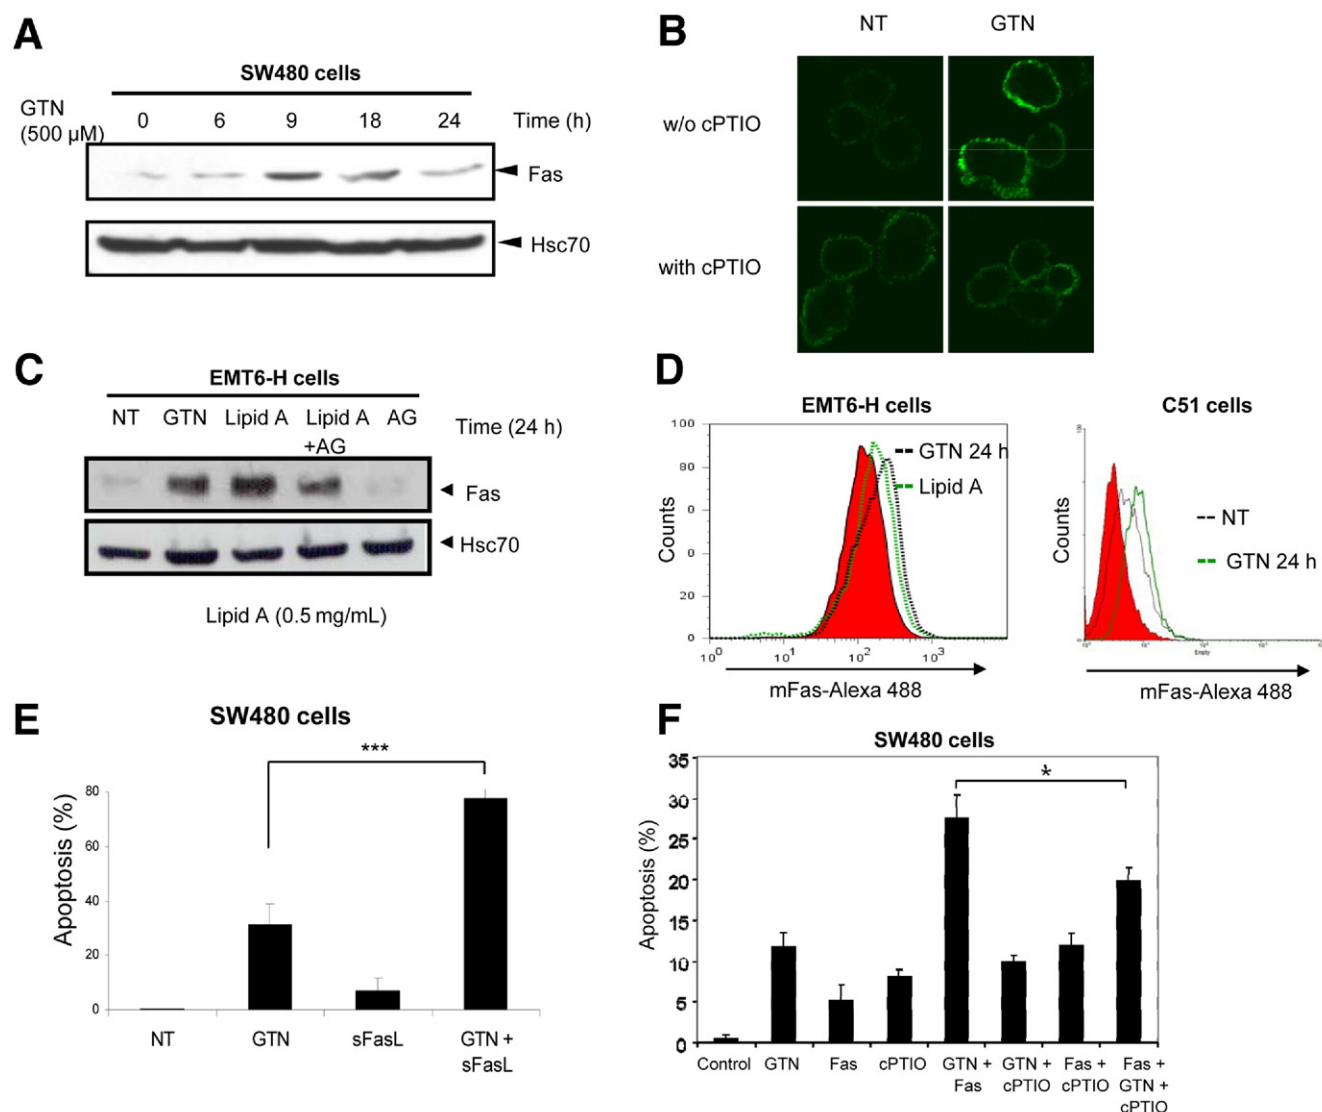 A
SW480 cells
GTN
(500 µM)
0 6 9 18 24 Time (h)
Fas
Hsc70
B
NT GTN
w/o cPTIO
with cPTIO
C
EMT6-H cells
NT GTN Lipid A Lipid A AG
+AG
Time (24 h)
Fas
Hsc70
Lipid A (0.5 mg/mL)
D
EMT6-H cells
Counts
100
80
0
0
20
0
10⁰ 10¹ 10² 10³
mFas-Alexa 488
GTN 24 h
Lipid A
C51 cells
Counts
NT
GTN 24 h
Empty
mFas-Alexa 488
E
SW480 cells
***
Apoptosis (%)
80
60
40
20
0
NT GTN sFasL GTN +
sFasL
F
SW480 cells
*
Apoptosis (%)
35
30
25
20
15
10
5
0
Control GTN Fas cPTIO GTN + GTN + Fas + Fas +
Fas cPTIO cPTIO GTN +
cPTIO